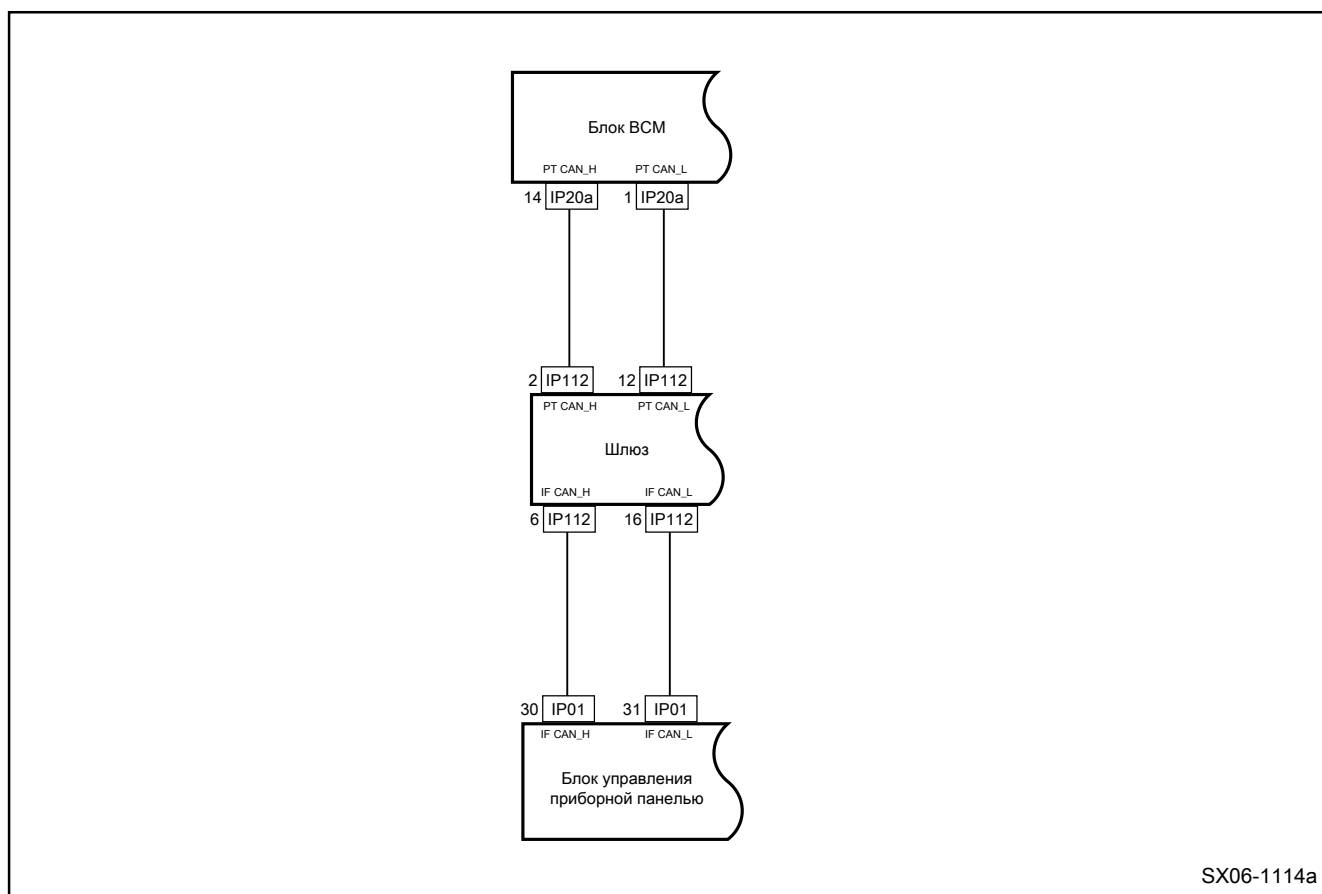 Блок BCM
PT CAN_H PT CAN_L
14 IP20a 1 IP20a
2 IP112 12 IP112
PT CAN_H PT CAN_L
Шлюз
IF CAN_H IF CAN_L
6 IP112 16 IP112
30 IP01 31 IP01
IF CAN_H IF CAN_L
Блок управления
приборной панелью
SX06-1114a